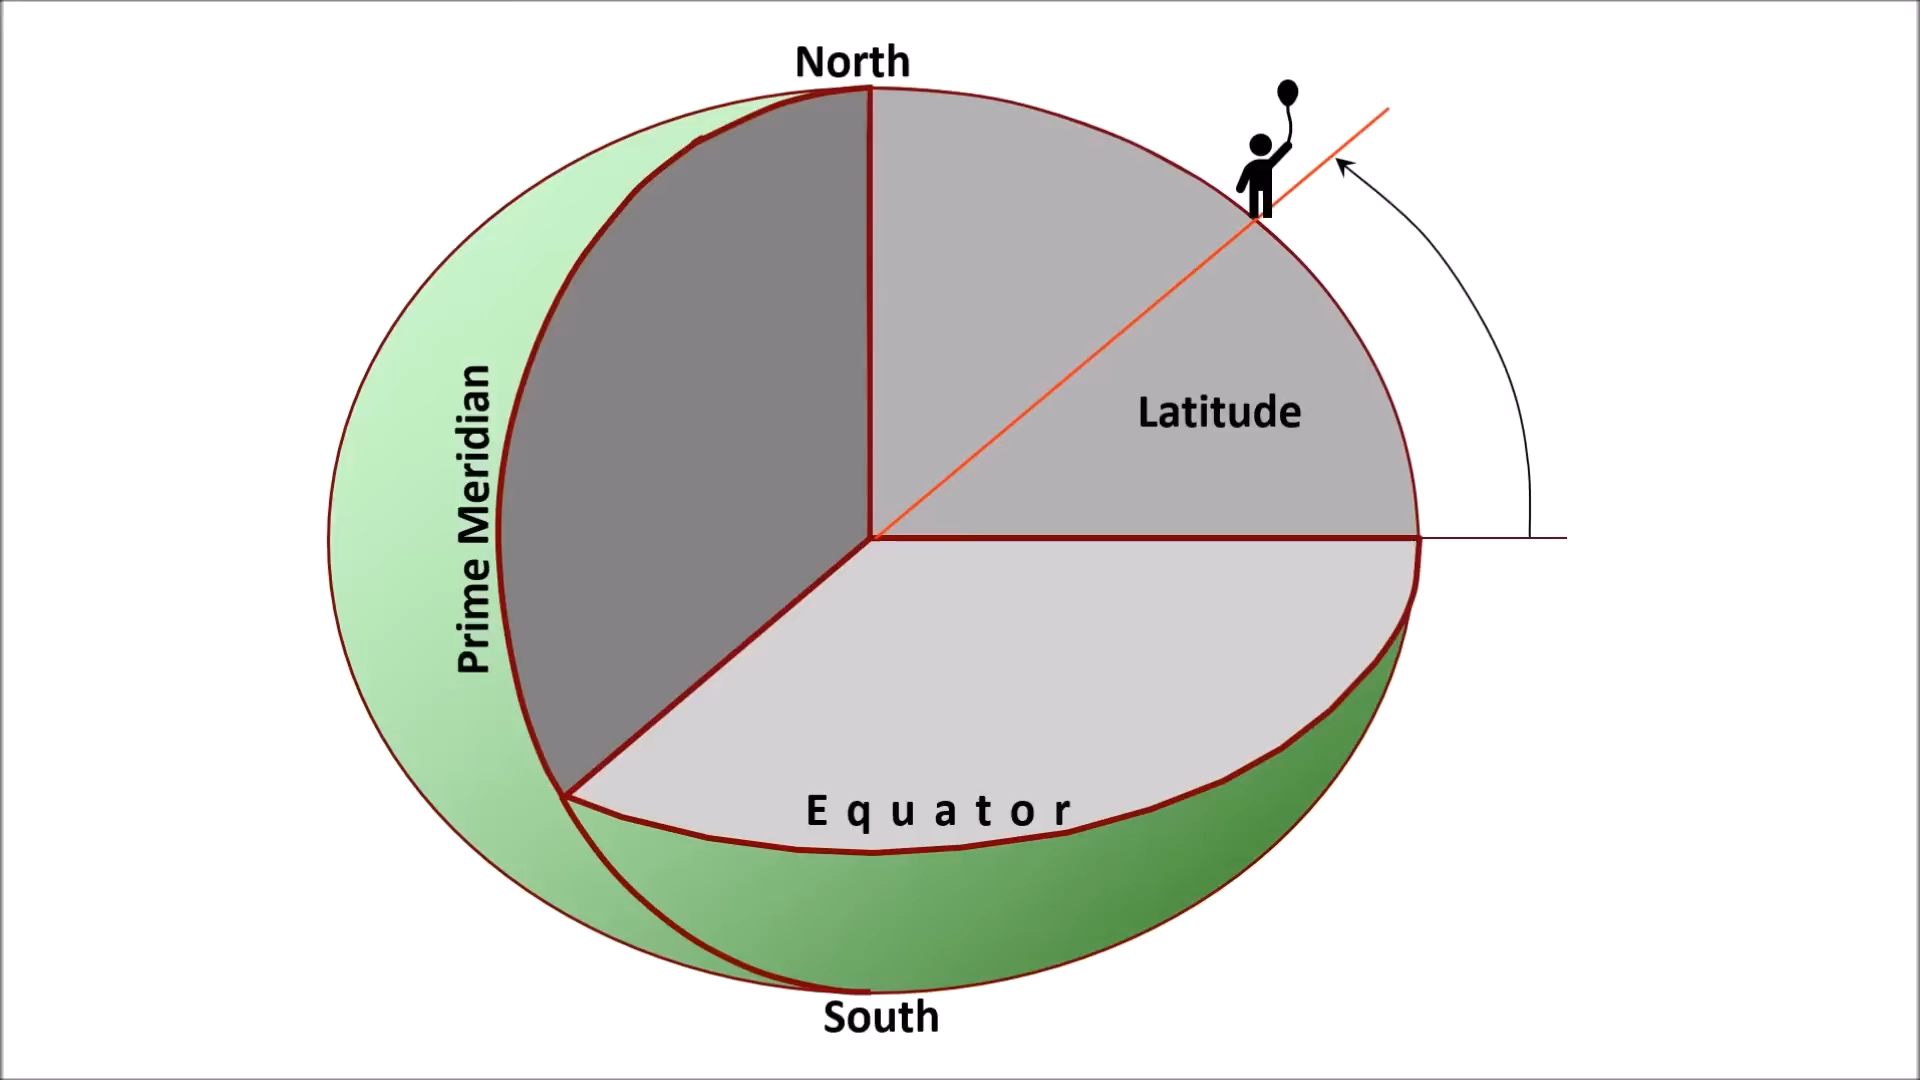 North
Latitude
Prime Meridian
E q u a t o r
South